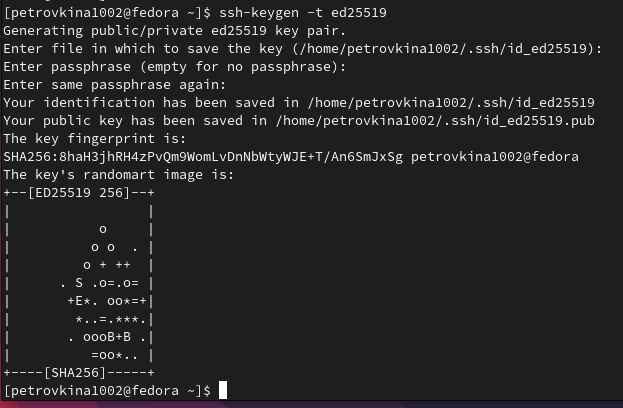 [petrovkina1002@fedora ~]$ ssh-keygen -t ed25519
Generating public/private ed25519 key pair.
Enter file in which to save the key (/home/petrovkina1002/.ssh/id_ed25519):
Enter passphrase (empty for no passphrase):
Enter same passphrase again:
Your identification has been saved in /home/petrovkina1002/.ssh/id_ed25519
Your public key has been saved in /home/petrovkina1002/.ssh/id_ed25519.pub
The key fingerprint is:
SHA256:8haH3jhRH4zPvQm9WomLvDnNbWtyWJE+T/An6SmJxSg petrovkina1002@fedora
The key's randomart image is:
+--[ED25519 256]--+
|                 |
|           o     |
|          o o  . |
|         o + ++  |
|      . S .o=.o= |
|       +E*. oo*=+|
|        *..=.***.|
|       . oooB+B .|
|          =oo*.. |
+----[SHA256]-----+
[petrovkina1002@fedora ~]$